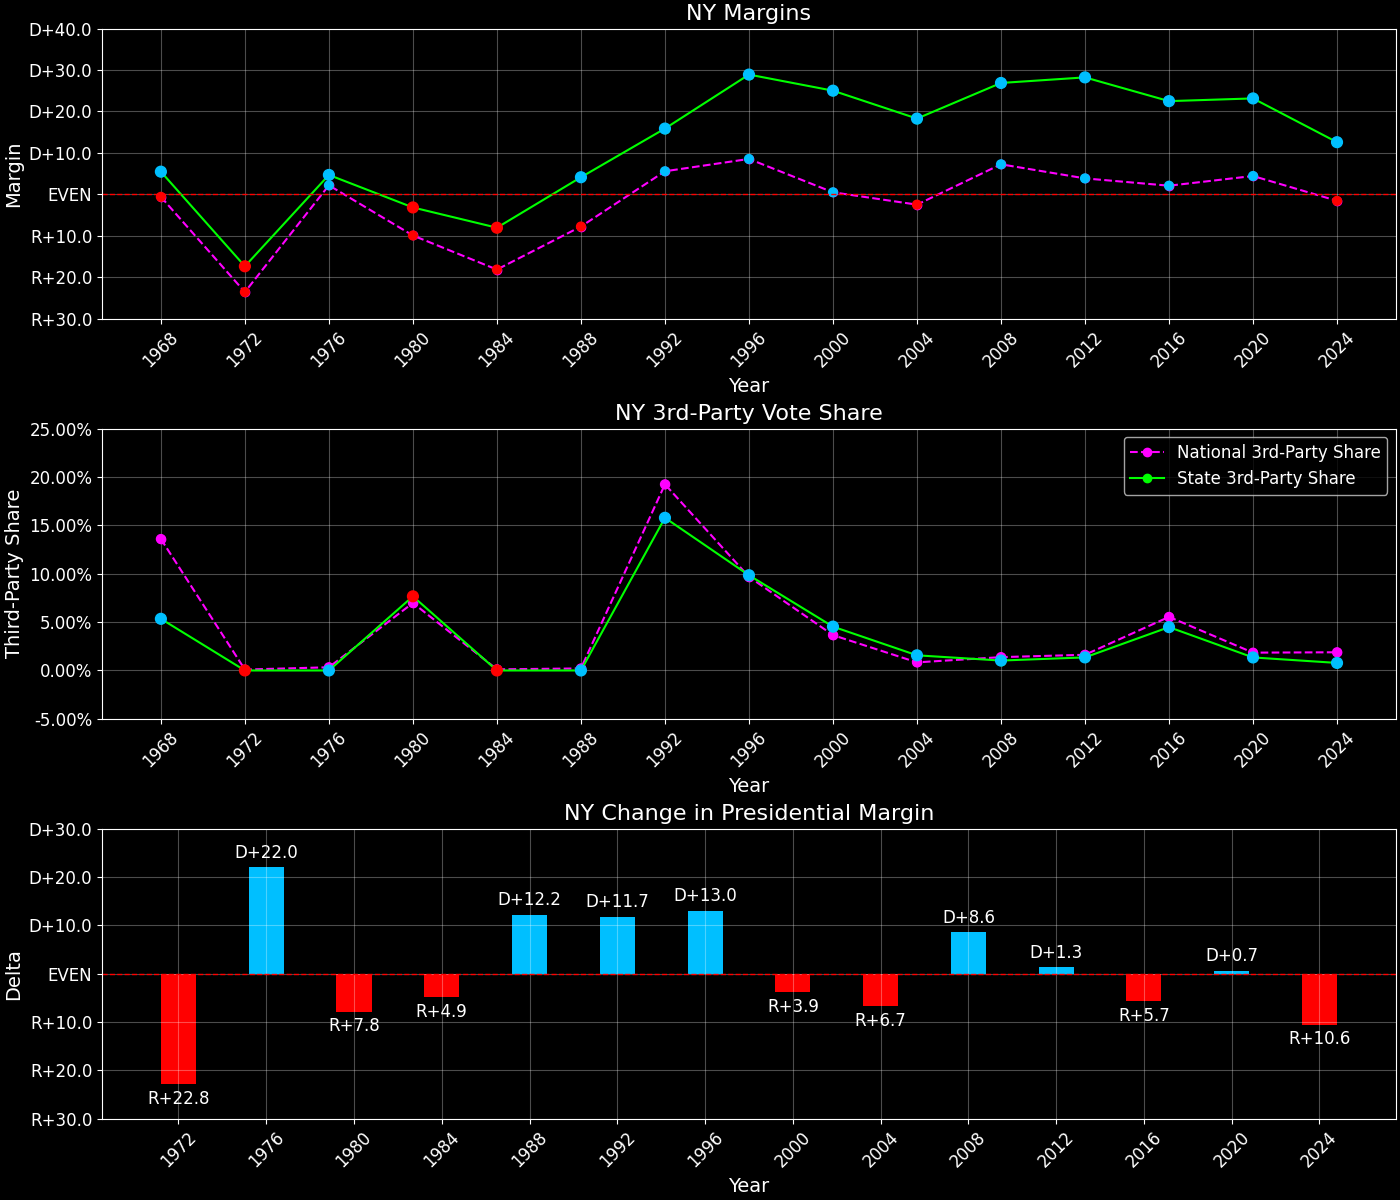 NY Margins
D+40.0
D+30.0
D+20.0
D+10.0
EVEN
R+10.0
R+20.0
R+30.0
Margin
1968 1972 1976 1980 1984 1988 1992 1996 2000 2004 2008 2012 2016 2020 2024
Year
NY 3rd-Party Vote Share
25.00%
20.00%
15.00%
10.00%
5.00%
0.00%
-5.00%
Third-Party Share
National 3rd-Party Share
State 3rd-Party Share
1968 1972 1976 1980 1984 1988 1992 1996 2000 2004 2008 2012 2016 2020 2024
Year
NY Change in Presidential Margin
D+30.0
D+20.0
D+10.0
EVEN
R+10.0
R+20.0
R+30.0
Delta
R+22.8
D+22.0
R+7.8
R+4.9
D+12.2
D+11.7
D+13.0
R+3.9
R+6.7
D+8.6
D+1.3
R+5.7
D+0.7
R+10.6
1972 1976 1980 1984 1988 1992 1996 2000 2004 2008 2012 2016 2020 2024
Year